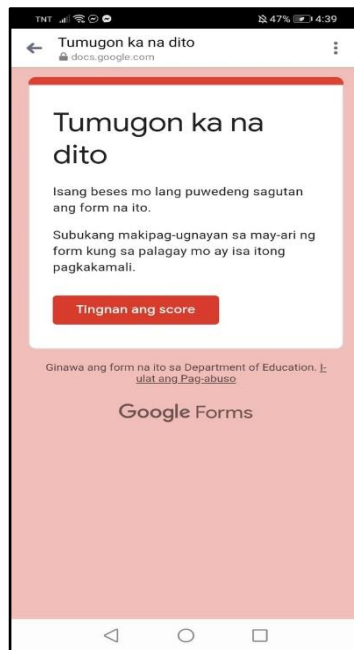 TNT 47% 4:39
Tumugon ka na dito
docs.google.com
Tumugon ka na
dito
Isang beses mo lang puwedeng sagutan
ang form na ito.
Subukang makipag-ugnayan sa may-ari ng
form kung sa palagay mo ay isa itong
pagkakamali.
Tingnan ang score
Ginawa ang form na ito sa Department of Education. I-
ulat ang Pag-abuso
Google Forms